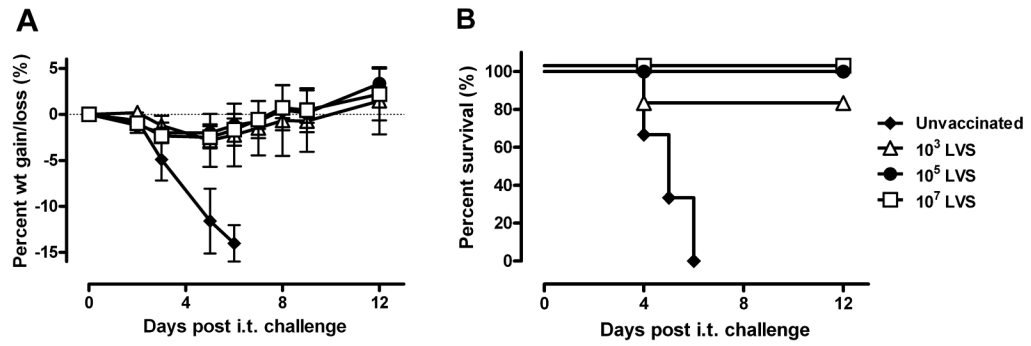 A
Percent wt gain/loss (%)
5
0
-5
-10
-15
0 4 8 12
Days post i.t. challenge
B
Percent survival (%)
100
80
60
40
20
0
0 4 8 12
Days post i.t. challenge
Unvaccinated
10³ LVS
10⁵ LVS
10⁷ LVS